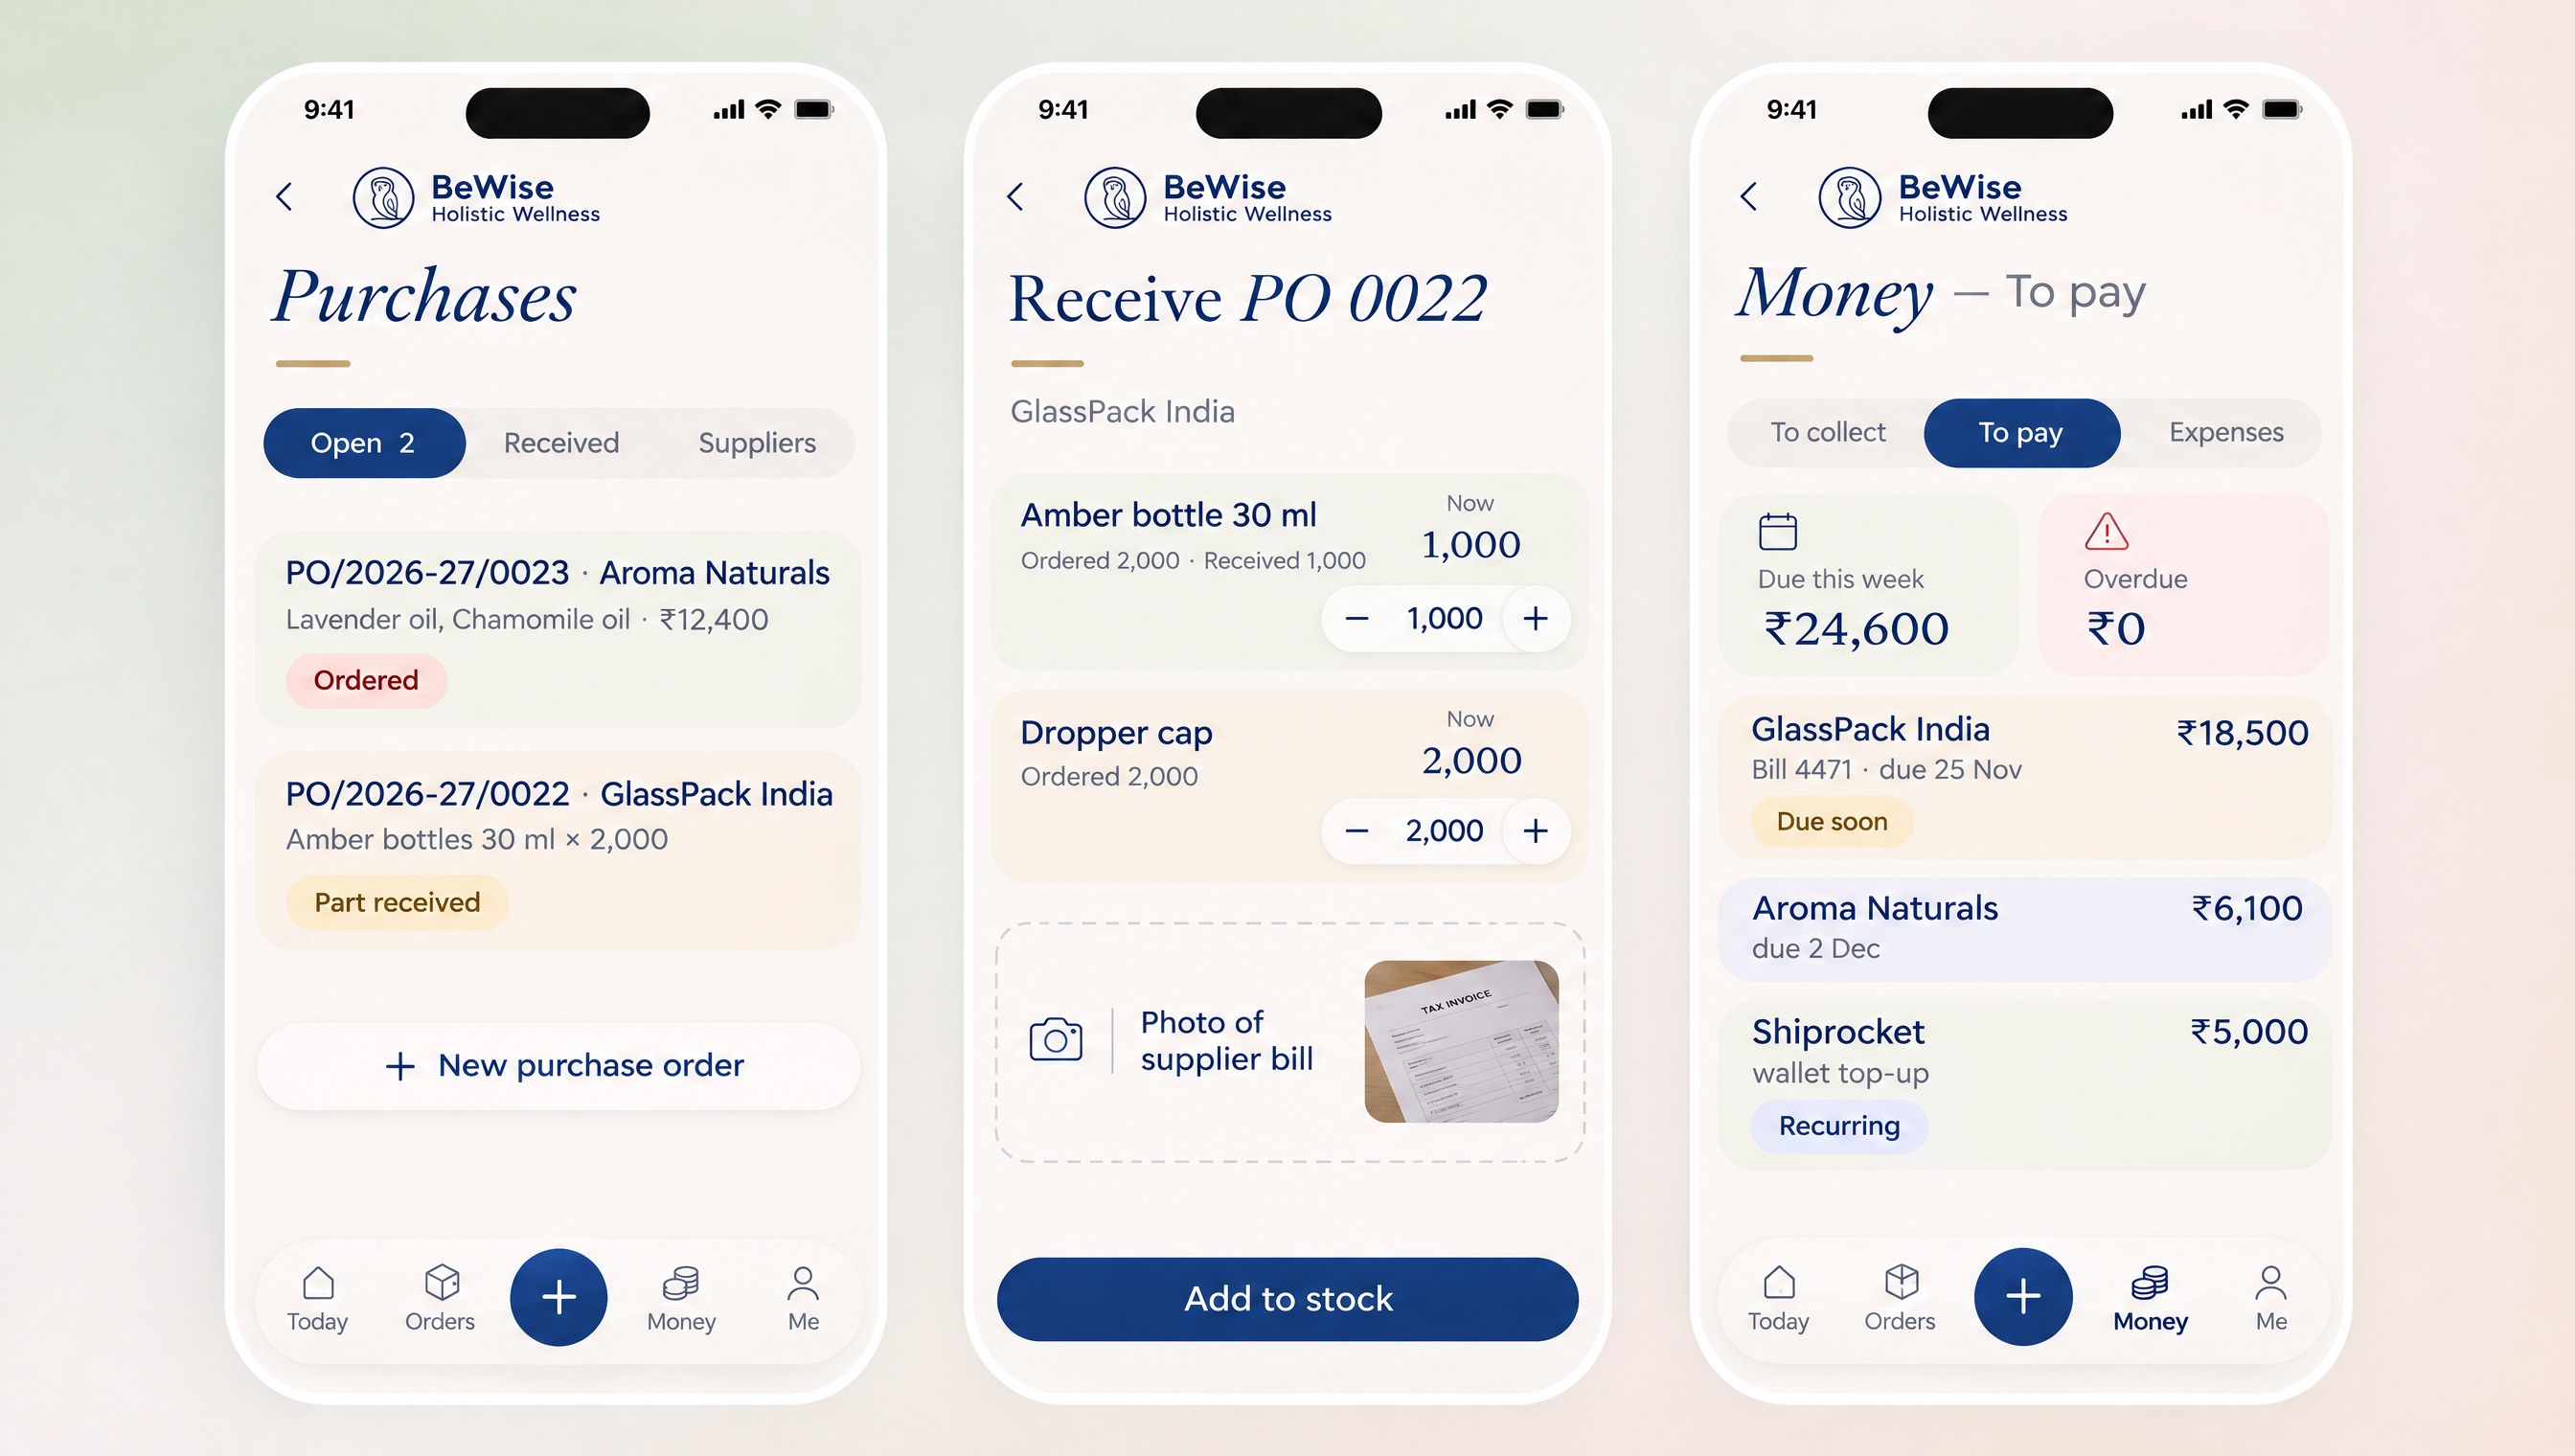 9:41
BeWise
Holistic Wellness
Purchases
Open 2
Received
Suppliers
PO/2026-27/0023 · Aroma Naturals
Lavender oil, Chamomile oil · ₹12,400
Ordered
PO/2026-27/0022 · GlassPack India
Amber bottles 30 ml × 2,000
Part received
+ New purchase order
Today
Orders
Money
Me
9:41
BeWise
Holistic Wellness
Receive PO 0022
GlassPack India
Amber bottle 30 ml
Ordered 2,000 · Received 1,000
Now
1,000
− 1,000 +
Dropper cap
Ordered 2,000
Now
2,000
− 2,000 +
Photo of
supplier bill
TAX INVOICE
Add to stock
9:41
BeWise
Holistic Wellness
Money — To pay
To collect
To pay
Expenses
Due this week
₹24,600
Overdue
₹0
GlassPack India
₹18,500
Bill 4471 · due 25 Nov
Due soon
Aroma Naturals
₹6,100
due 2 Dec
Shiprocket
₹5,000
wallet top-up
Recurring
Today
Orders
Money
Me